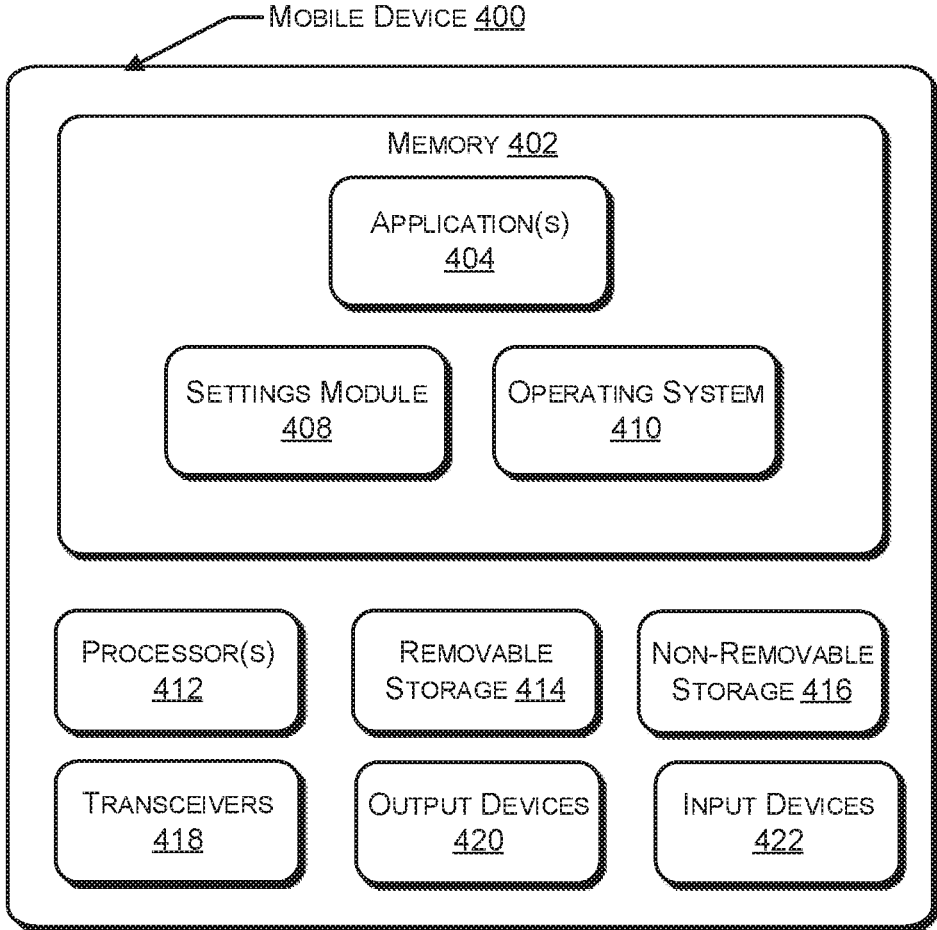 MOBILE DEVICE 400
MEMORY 402
APPLICATION(S)
404
SETTINGS MODULE
408
OPERATING SYSTEM
410
PROCESSOR(S)
412
REMOVABLE
STORAGE 414
NON-REMOVABLE
STORAGE 416
TRANSCEIVERS
418
OUTPUT DEVICES
420
INPUT DEVICES
422